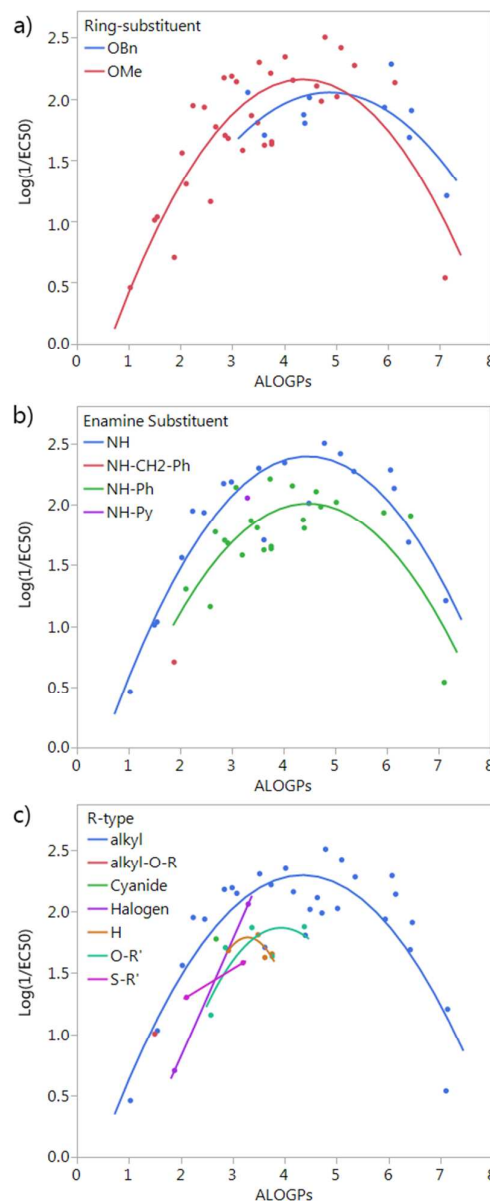 a)
Ring-substituent
OBn
OMe
Log(1/EC50)
2.5
2.0
1.5
1.0
0.5
0.0
0 1 2 3 4 5 6 7 8
ALOGPs
b)
Enamine Substituent
NH
NH-CH2-Ph
NH-Ph
NH-Py
Log(1/EC50)
2.5
2.0
1.5
1.0
0.5
0.0
0 1 2 3 4 5 6 7 8
ALOGPs
c)
R-type
alkyl
alkyl-O-R
Cyanide
Halogen
H
O-R'
S-R'
Log(1/EC50)
2.5
2.0
1.5
1.0
0.5
0.0
0 1 2 3 4 5 6 7 8
ALOGPs